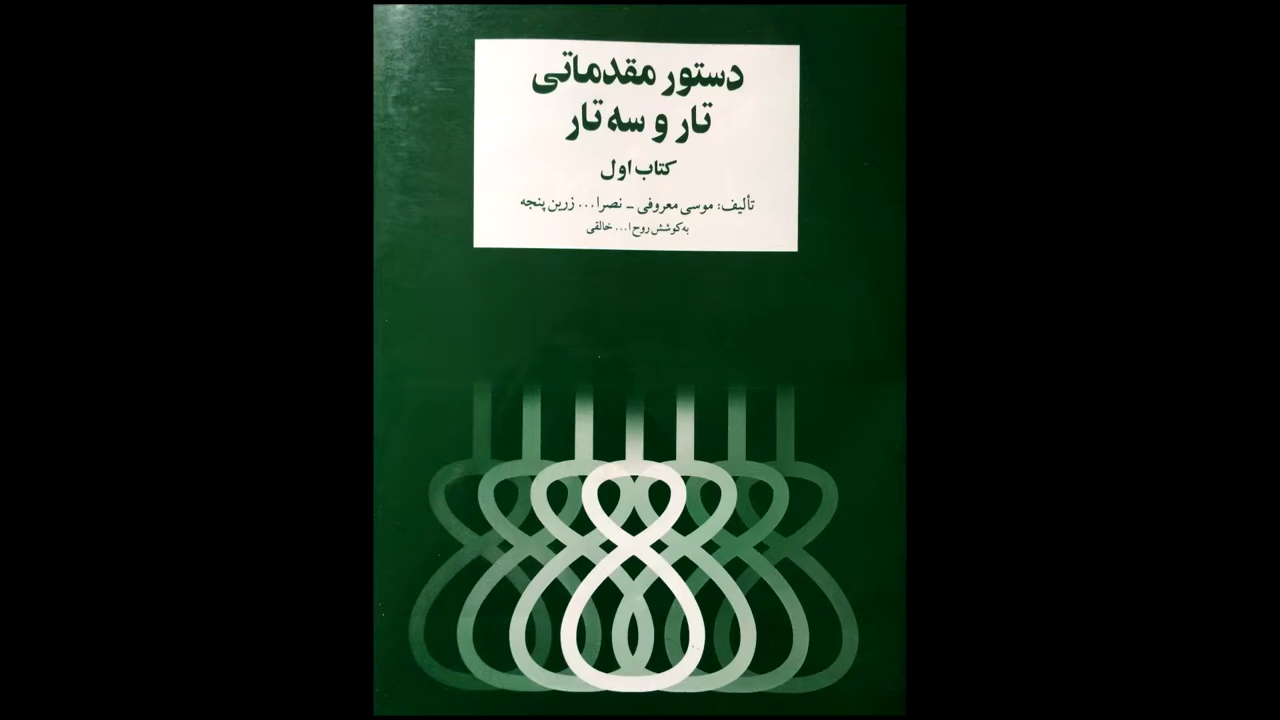 دستور مقدماتی
تار و سه تار
کتاب اول
تألیف: موسی معروفی ـ نصرا... زرین پنجه
به‌کوشش روح ا... خالقی